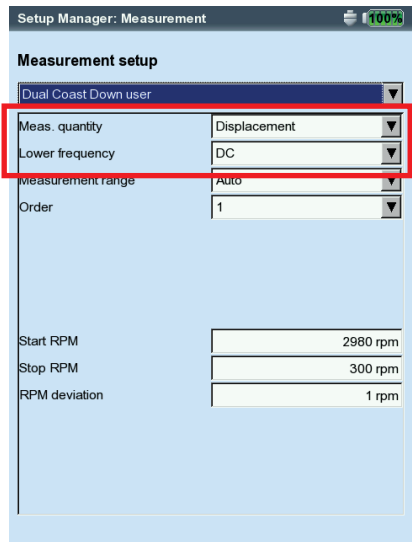 Setup Manager: Measurement 100%
Measurement setup
Dual Coast Down user
Meas. quantity Displacement
Lower frequency DC
Measurement range Auto
Order 1
Start RPM 2980 rpm
Stop RPM 300 rpm
RPM deviation 1 rpm